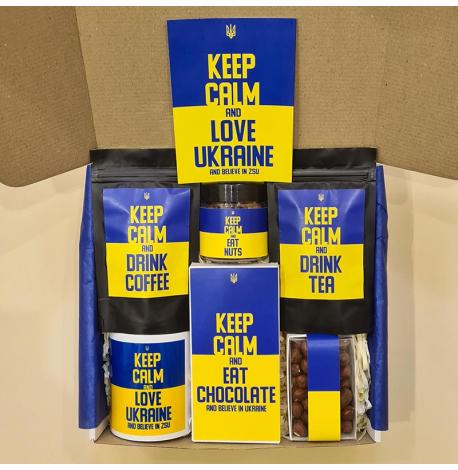 KEEP
CALM
AND
LOVE
UKRAINE
AND BELIEVE IN ZSU
KEEP
CALM
AND
DRINK
COFFEE
KEEP
CALM
AND
EAT
NUTS
KEEP
CALM
AND
DRINK
TEA
KEEP
CALM
AND
LOVE
UKRAINE
AND BELIEVE IN ZSU
KEEP
CALM
AND
EAT
CHOCOLATE
AND BELIEVE IN UKRAINE